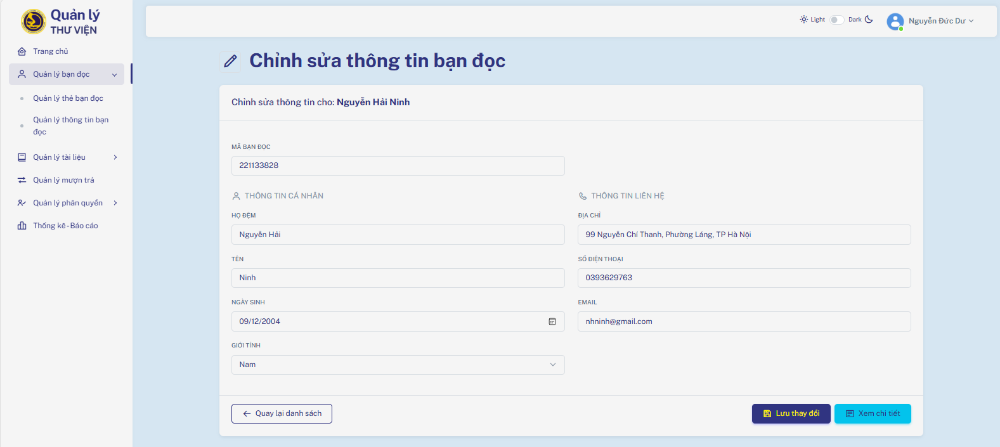 Quản lý
THƯ VIỆN
Trang chủ
Quản lý bạn đọc
Quản lý thẻ bạn đọc
Quản lý thông tin bạn
đọc
Quản lý tài liệu
Quản lý mượn trả
Quản lý phân quyền
Thống kê - Báo cáo
Light
Dark
Nguyễn Đức Dư
Chỉnh sửa thông tin bạn đọc
Chỉnh sửa thông tin cho: Nguyễn Hải Ninh
MÃ BẠN ĐỌC
221133828
THÔNG TIN CÁ NHÂN
HỌ ĐỆM
Nguyễn Hải
TÊN
Ninh
NGÀY SINH
09/12/2004
GIỚI TÍNH
Nam
THÔNG TIN LIÊN HỆ
ĐỊA CHỈ
99 Nguyễn Chí Thanh, Phường Láng, TP Hà Nội
SỐ ĐIỆN THOẠI
0393629763
EMAIL
nhninh@gmail.com
Quay lại danh sách
Lưu thay đổi
Xem chi tiết